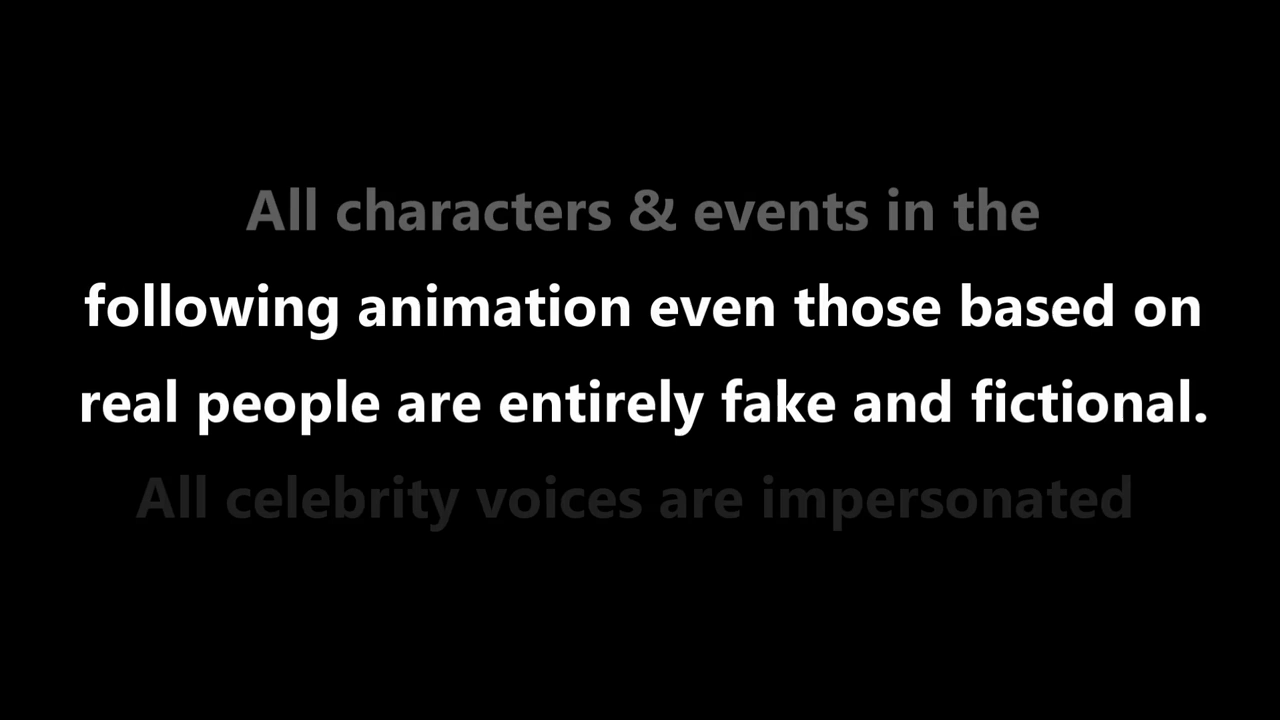 All characters & events in the
following animation even those based on
real people are entirely fake and fictional.
All celebrity voices are impersonated